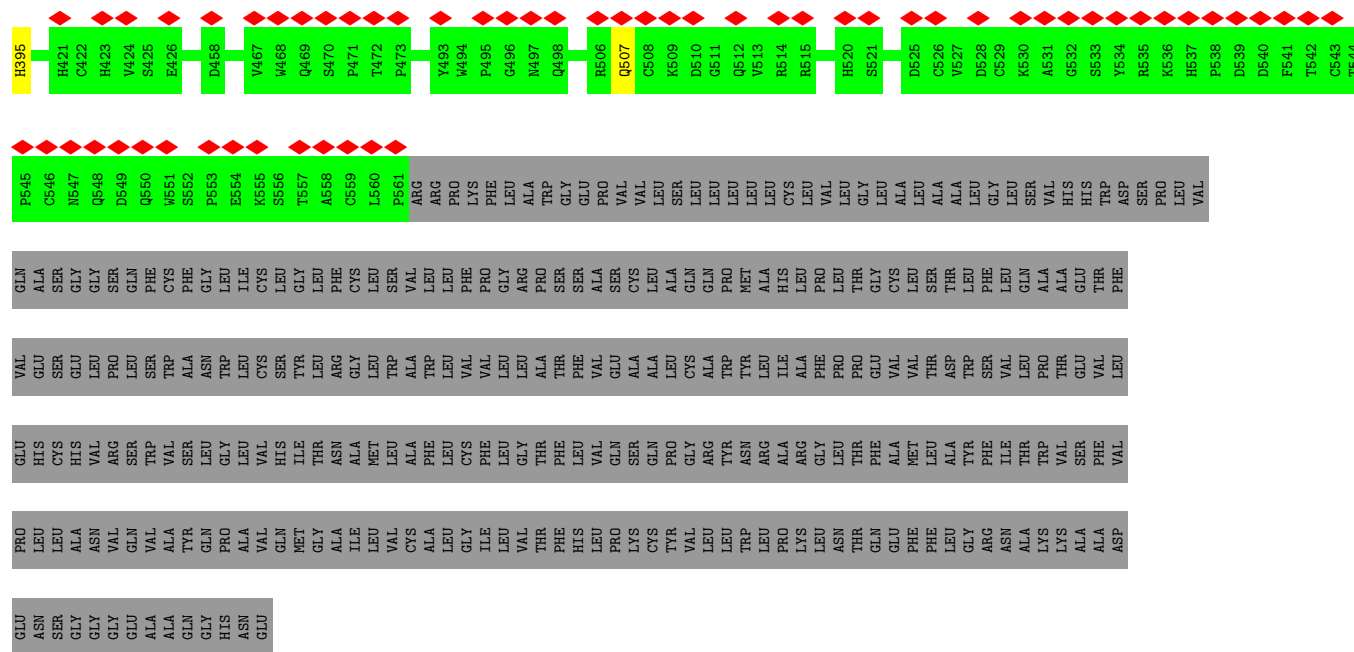 H395 H421 C422 H423 V424 S425 E426 D458 V467 W468 Q469 S470 P471 T472 P473 Y493 W494 P495 G496 N497 Q498 R506 Q507 C508 K509 D510 G511 Q512 V513 R514 R515 H520 S521 D525 C526 V527 D528 C529 K530 A531 G532 S533 Y534 R535 K536 H537 P538 D539 D540 F541 T542 C543 T544
P545 C546 N547 Q548 D549 Q550 W551 S552 P553 E554 K555 S556 T557 A558 C559 L560 P561 ARG ARG PRO LYS PHE LEU ALA TRP GLY GLU PRO VAL VAL LEU SER LEU LEU LEU LEU LEU CYS LEU VAL LEU GLY LEU ALA LEU ALA ALA LEU GLY LEU SER VAL HIS HIS TRP ASP SER PRO LEU VAL
GLN ALA SER GLY GLY SER GLN PHE CYS PHE GLY LEU ILE CYS LEU GLY LEU PHE CYS LEU SER VAL LEU LEU PHE PRO GLY ARG PRO SER SER ALA SER CYS LEU ALA GLN GLN PRO MET ALA HIS LEU PRO LEU THR GLY CYS LEU SER THR LEU PHE LEU GLN ALA ALA GLU THR PHE
VAL GLU SER GLU LEU PRO LEU SER TRP ALA ASN TRP LEU CYS SER TYR LEU ARG GLY LEU TRP ALA TRP LEU VAL VAL LEU LEU ALA THR PHE VAL GLU ALA ALA LEU CYS ALA TRP TYR LEU ILE ALA PHE PRO PRO GLU VAL VAL THR ASP TRP SER VAL LEU PRO THR GLU VAL LEU
GLU HIS CYS HIS VAL ARG SER TRP VAL SER LEU GLY LEU VAL HIS ILE THR ASN ALA MET LEU ALA PHE LEU CYS PHE LEU GLY THR PHE LEU VAL GLN SER GLN PRO GLY ARG TYR ASN ARG ALA ARG GLY LEU THR PHE ALA MET LEU ALA TYR PHE ILE THR TRP VAL SER PHE VAL
PRO LEU LEU ALA ASN VAL GLN VAL ALA TYR GLN PRO ALA VAL GLN MET GLY ALA ILE LEU VAL CYS ALA LEU GLY ILE LEU VAL THR PHE HIS LEU PRO LYS CYS TYR VAL LEU LEU TRP LEU PRO LYS LEU ASN THR GLN GLU PHE PHE LEU GLY ARG ASN ALA LYS LYS ALA ALA ASP
GLU ASN SER GLY GLY GLY GLU ALA ALA GLN GLY HIS ASN GLU